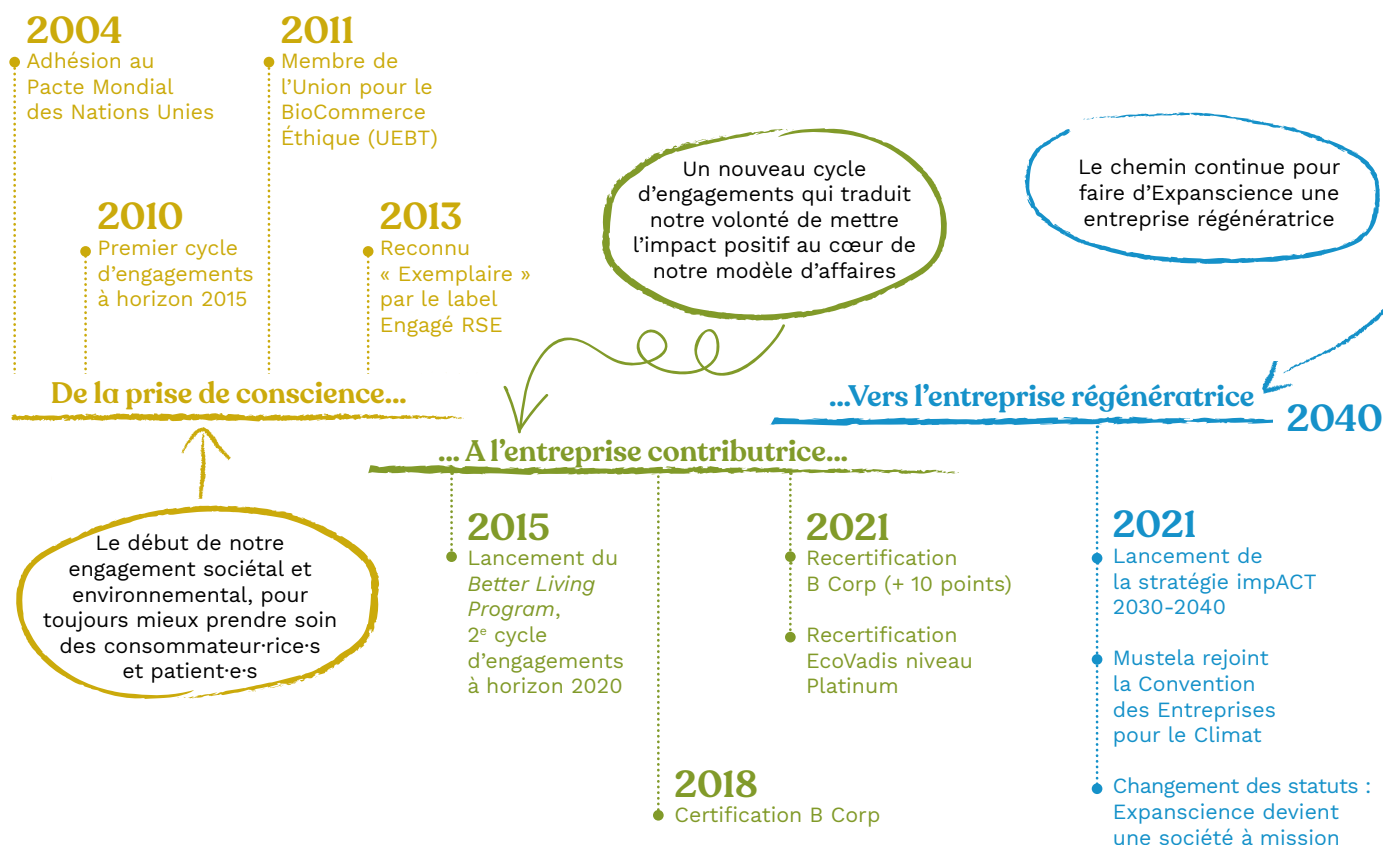 2004
Adhésion au
Pacte Mondial
des Nations Unies
2011
Membre de
l'Union pour le
BioCommerce
Éthique (UEBT)
2010
Premier cycle
d'engagements
à horizon 2015
2013
Reconnu
« Exemplaire »
par le label
Engagé RSE
De la prise de conscience...
Le début de notre
engagement sociétal et
environnemental, pour
toujours mieux prendre soin
des consommateur·rice·s
et patient·e·s
Un nouveau cycle
d'engagements qui traduit
notre volonté de mettre
l'impact positif au cœur de
notre modèle d'affaires
... A l'entreprise contributrice...
2015
Lancement du
Better Living
Program,
2e cycle
d'engagements
à horizon 2020
2018
Certification B Corp
2021
Recertification
B Corp (+ 10 points)
Recertification
EcoVadis niveau
Platinum
Le chemin continue pour
faire d'Expanscience une
entreprise régénératrice
...Vers l'entreprise régénératrice
2040
2021
Lancement de
la stratégie impACT
2030-2040
Mustela rejoint
la Convention
des Entreprises
pour le Climat
Changement des statuts :
Expanscience devient
une société à mission